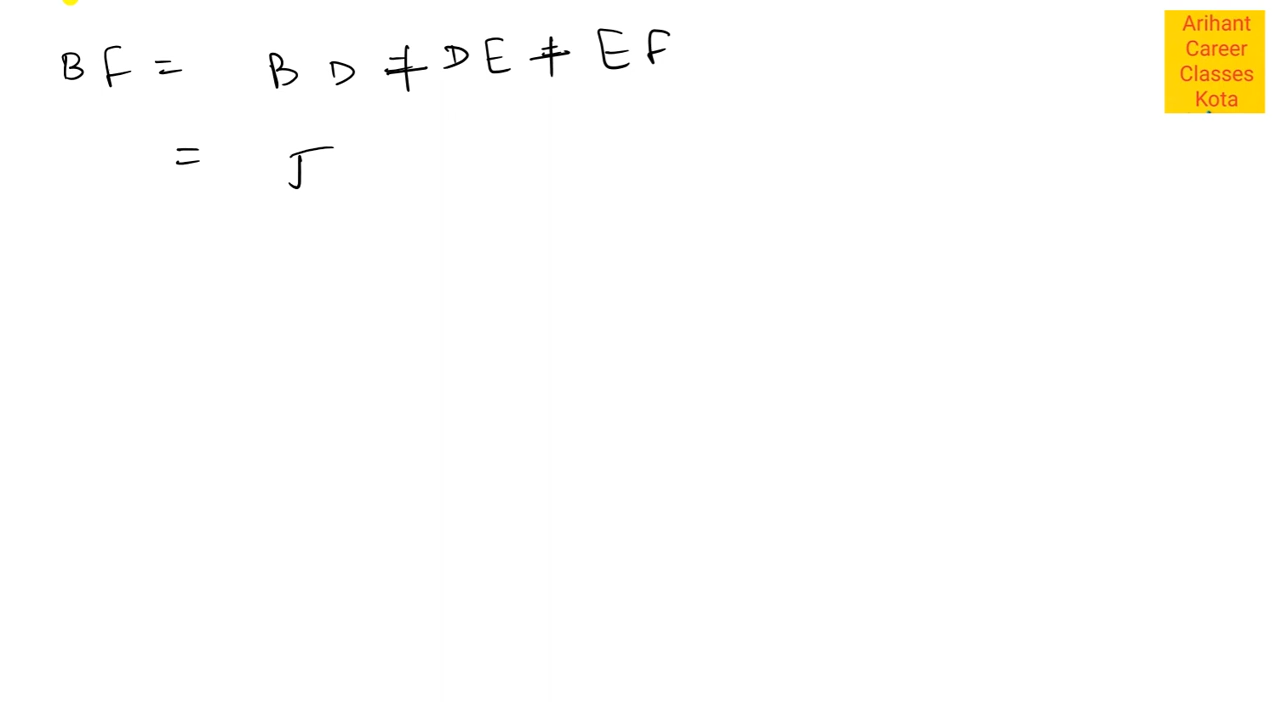 BF = BD ≠ DE ≠ EF
=
Arihant
Career
Classes
Kota